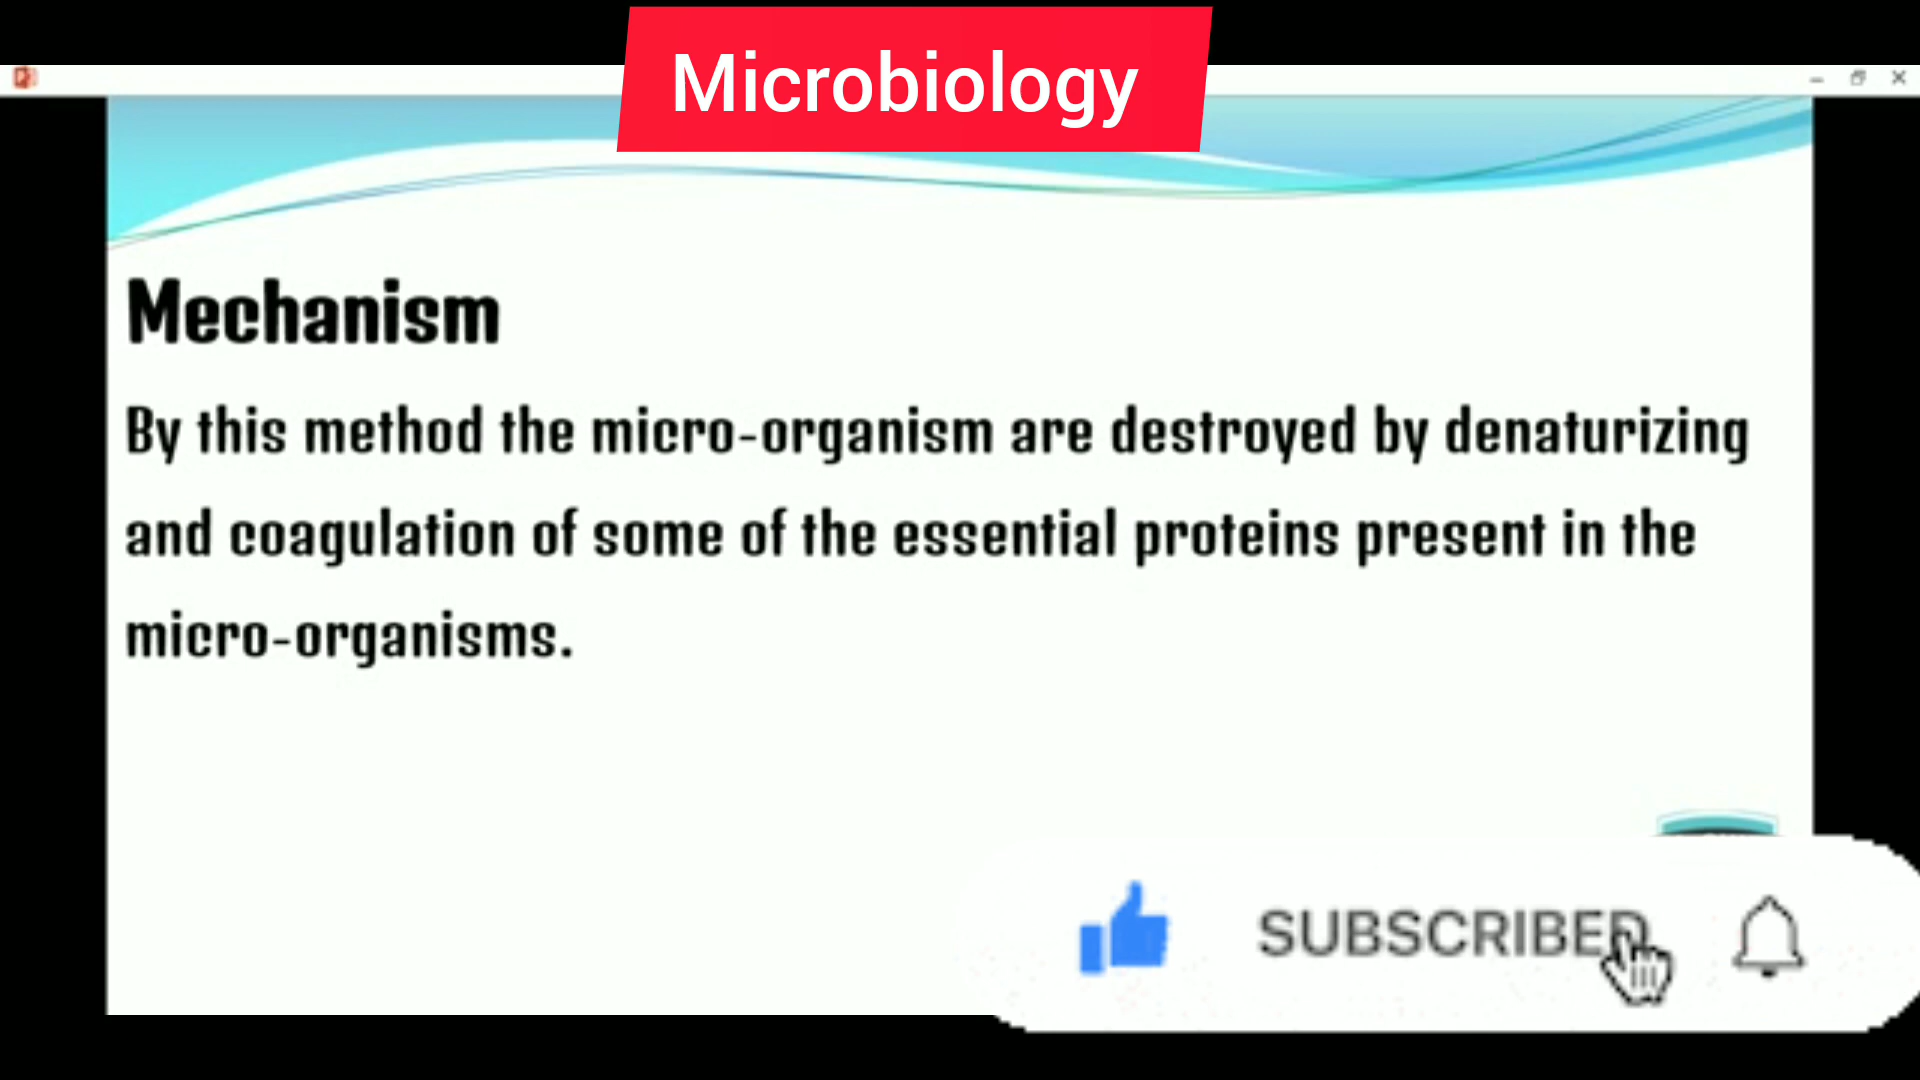 Microbiology
Mechanism
By this method the micro-organism are destroyed by denaturizing
and coagulation of some of the essential proteins present in the
micro-organisms.
SUBSCRIBED